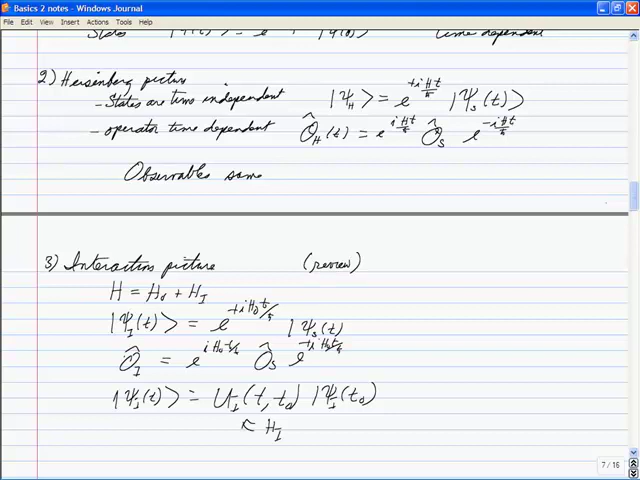 Basics 2 notes - Windows Journal
File Edit View Insert Actions Tools Help
States time dependent
2) Heisenberg picture
- States are time independent |Ψ_H⟩ = e^{+iHt/ħ} |Ψ_S(t)⟩
- operator time dependent Ô_H(t) = e^{iHt/ħ} Ô_S e^{-iHt/ħ}
Observables same
3) Interaction picture (review)
H = H_0 + H_I
|Ψ_I(t)⟩ = e^{+iH_0t/ħ} |Ψ_S(t)⟩
Ô_I = e^{iH_0t/ħ} Ô_S
|Ψ_I(t)⟩ = U_I(t, t_0) |Ψ_I(t_0)⟩
↖ H_I
7 / 16